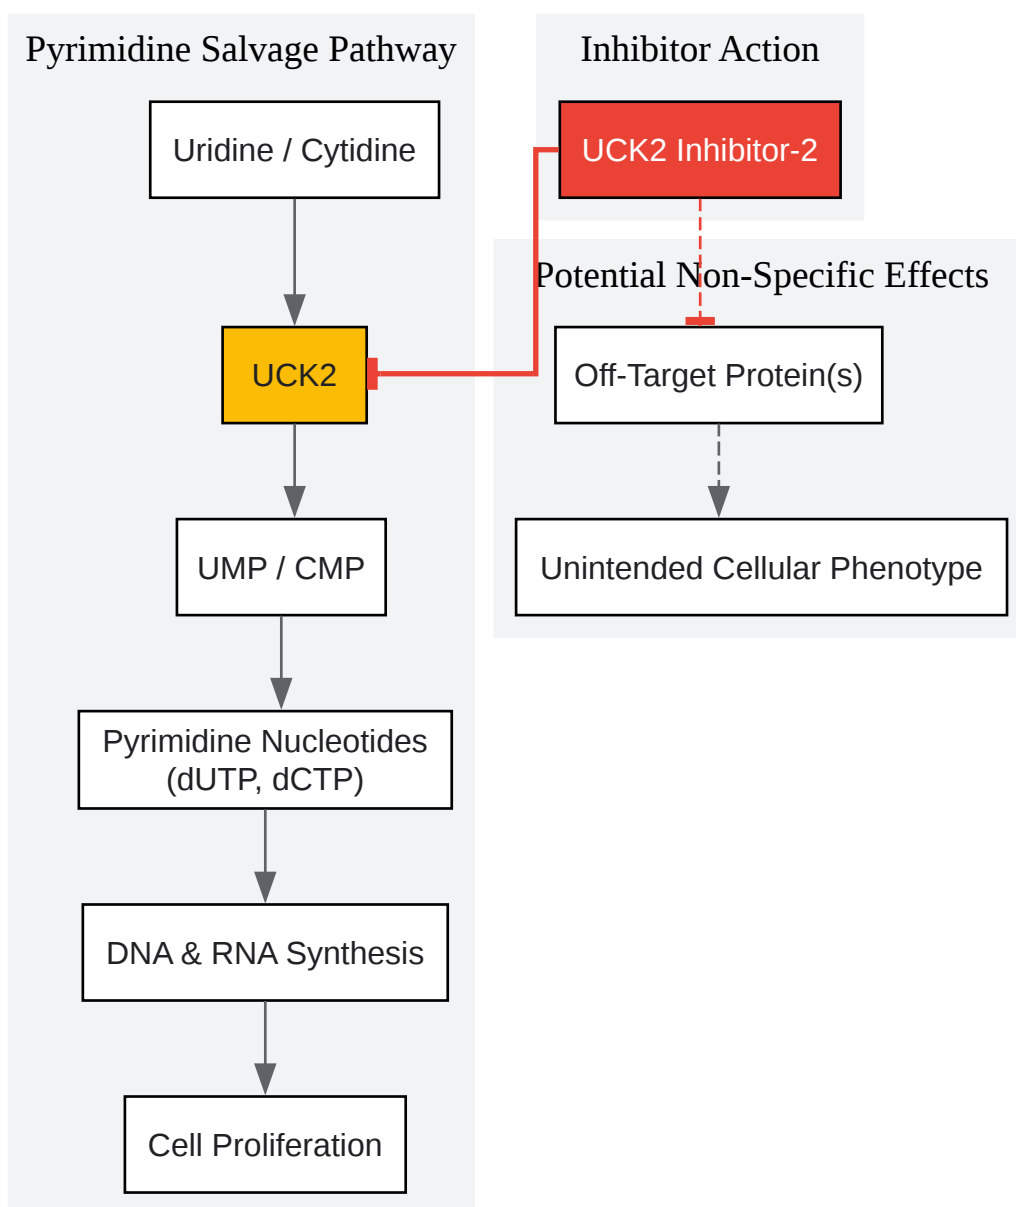 Pyrimidine Salvage Pathway
Uridine / Cytidine
UCK2
UMP / CMP
Pyrimidine Nucleotides
(dUTP, dCTP)
DNA & RNA Synthesis
Cell Proliferation
Inhibitor Action
UCK2 Inhibitor-2
Potential Non-Specific Effects
Off-Target Protein(s)
Unintended Cellular Phenotype